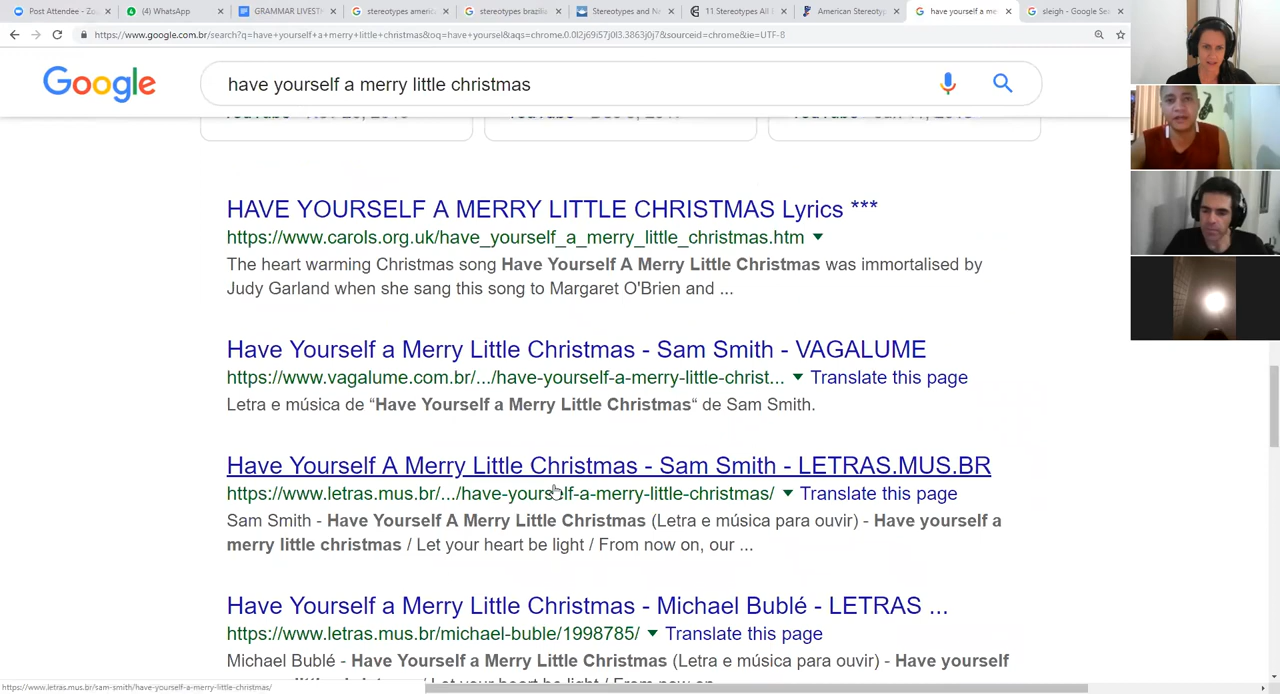 Post Attendee - Zo
(4) WhatsApp
GRAMMAR LIVEST
stereotypes americ
stereotypes brazilia
Stereotypes and Ne
11 Stereotypes All
American Stereotyp
have yourself a me
sleigh - Google Sea
https://www.google.com.br/search?q=have+yourself+a+merry+little+christmas&oq=have+yoursel&aqs=chrome.0.0l2j69i57j0l3.3863j0j7&sourceid=chrome&ie=UTF-8
Google
have yourself a merry little christmas
HAVE YOURSELF A MERRY LITTLE CHRISTMAS Lyrics ***
https://www.carols.org.uk/have_yourself_a_merry_little_christmas.htm
The heart warming Christmas song Have Yourself A Merry Little Christmas was immortalised by
Judy Garland when she sang this song to Margaret O'Brien and ...
Have Yourself a Merry Little Christmas - Sam Smith - VAGALUME
https://www.vagalume.com.br/.../have-yourself-a-merry-little-christ... Translate this page
Letra e música de “Have Yourself a Merry Little Christmas“ de Sam Smith.
Have Yourself A Merry Little Christmas - Sam Smith - LETRAS.MUS.BR
https://www.letras.mus.br/.../have-yourself-a-merry-little-christmas/ Translate this page
Sam Smith - Have Yourself A Merry Little Christmas (Letra e música para ouvir) - Have yourself a
merry little christmas / Let your heart be light / From now on, our ...
Have Yourself a Merry Little Christmas - Michael Bublé - LETRAS ...
https://www.letras.mus.br/michael-buble/1998785/ Translate this page
Michael Bublé - Have Yourself a Merry Little Christmas (Letra e música para ouvir) - Have yourself
https://www.letras.mus.br/sam-smith/have-yourself-a-merry-little-christmas/